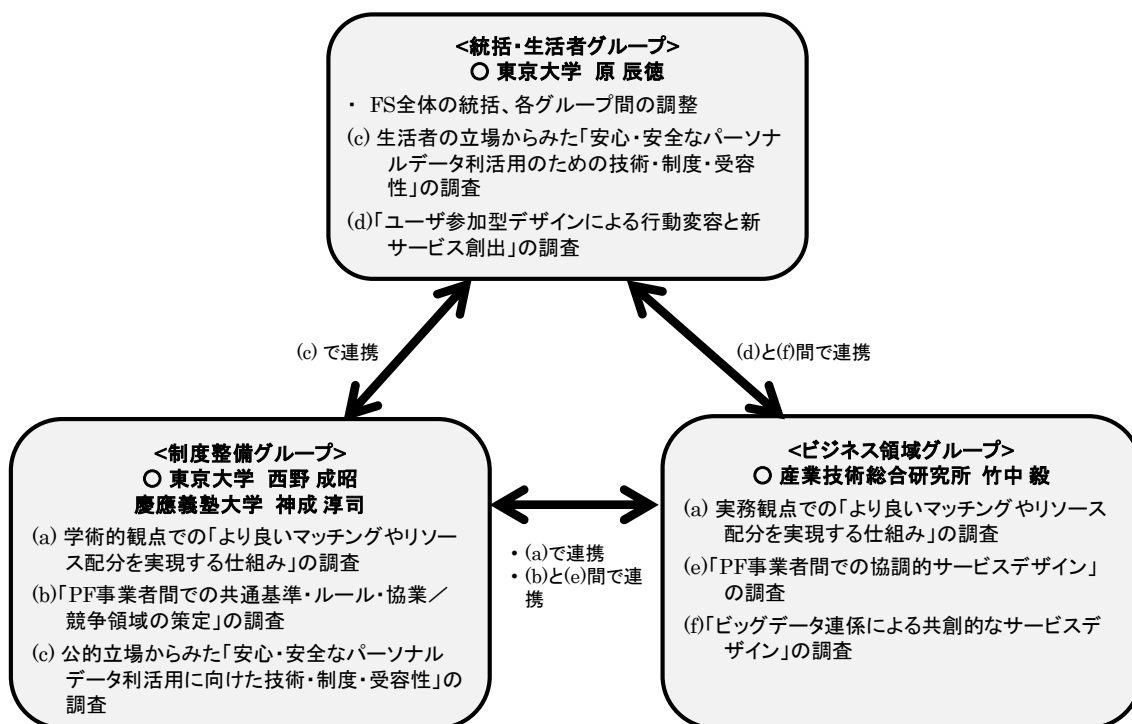 <統括・生活者グループ>
〇 東京大学 原 辰徳
・ FS全体の統括、各グループ間の調整
(c) 生活者の立場からみた「安心・安全なパーソナ
ルデータ利活用のための技術・制度・受容
性」の調査
(d)「ユーザ参加型デザインによる行動変容と新
サービス創出」の調査
(c) で連携
(d)と(f)間で連携
<制度整備グループ>
〇 東京大学 西野 成昭
慶應義塾大学 神成 淳司
(a) 学術的観点での「より良いマッチングやリソー
ス配分を実現する仕組み」の調査
(b)「PF事業者間での共通基準・ルール・協業／
競争領域の策定」の調査
(c) 公的立場からみた「安心・安全なパーソナル
データ利活用に向けた技術・制度・受容性」の
調査
・(a)で連携
・(b)と(e)間で連
携
<ビジネス領域グループ>
〇 産業技術総合研究所 竹中 毅
(a) 実務観点での「より良いマッチングやリソース
配分を実現する仕組み」の調査
(e)「PF事業者間での協調的サービスデザイン」
の調査
(f)「ビッグデータ連係による共創的なサービスデ
ザイン」の調査